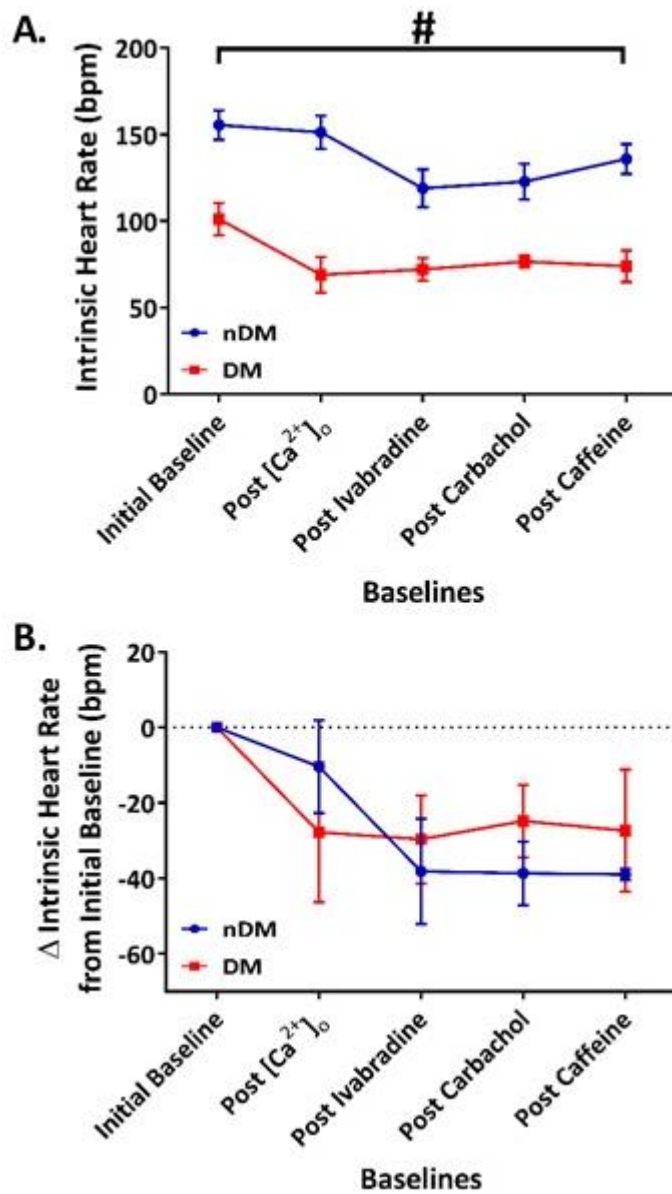 A.
#
Intrinsic Heart Rate (bpm)
200
150
100
50
0
nDM
DM
Initial Baseline
Post [Ca²⁺]ₒ
Post Ivabradine
Post Carbachol
Post Caffeine
Baselines
B.
Δ Intrinsic Heart Rate
from Initial Baseline (bpm)
20
0
-20
-40
-60
nDM
DM
Initial Baseline
Post [Ca²⁺]ₒ
Post Ivabradine
Post Carbachol
Post Caffeine
Baselines